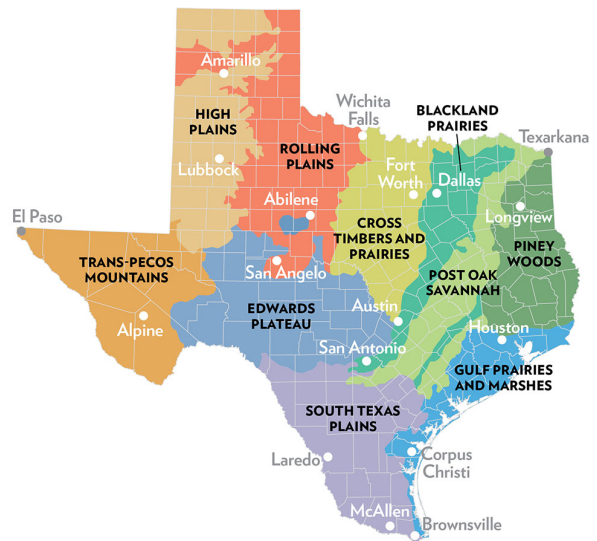 Amarillo
HIGH
PLAINS
Lubbock
ROLLING
PLAINS
Abilene
Wichita
Falls
BLACKLAND
PRAIRIES
Texarkana
Fort
Worth
Dallas
Longview
El Paso
TRANS-PECOS
MOUNTAINS
CROSS
TIMBERS AND
PRAIRIES
PINEY
WOODS
San Angelo
POST OAK
SAVANNAH
Alpine
EDWARDS
PLATEAU
Austin
Houston
San Antonio
GULF PRAIRIES
AND MARSHES
SOUTH TEXAS
PLAINS
Laredo
Corpus
Christi
McAllen
Brownsville